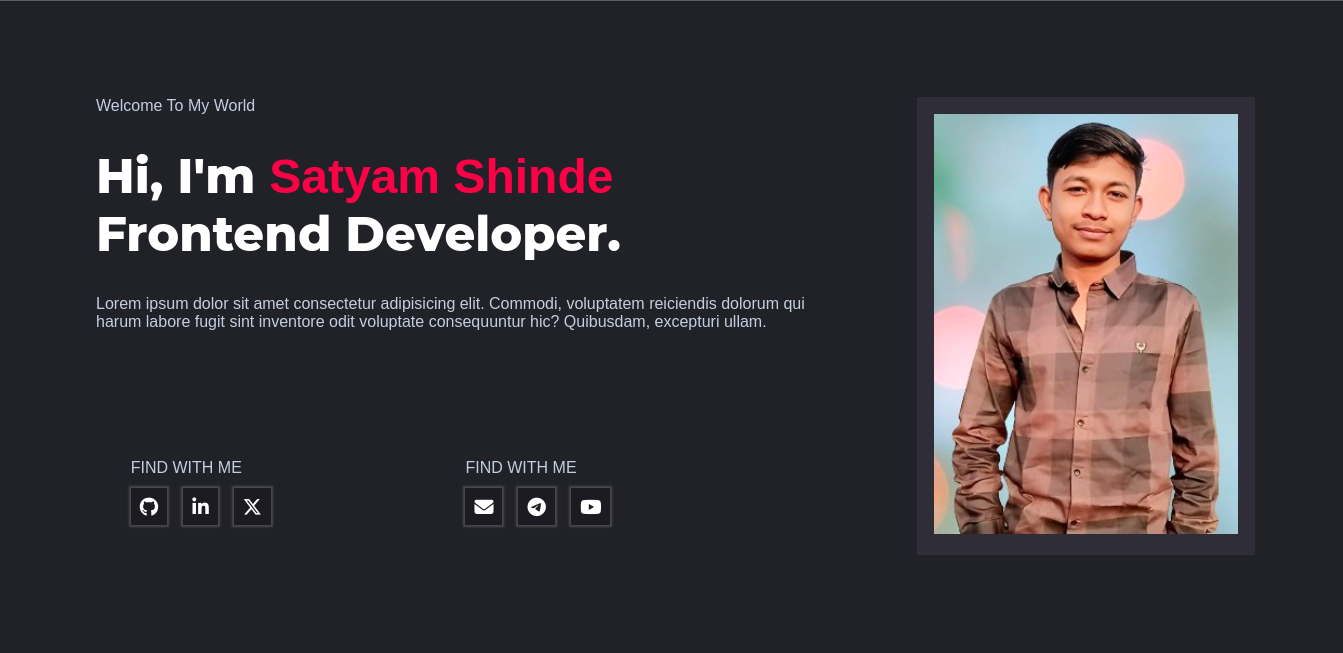 Welcome To My World
Hi, I'm Satyam Shinde
Frontend Developer.
Lorem ipsum dolor sit amet consectetur adipisicing elit. Commodi, voluptatem reiciendis dolorum qui
harum labore fugit sint inventore odit voluptate consequuntur hic? Quibusdam, excepturi ullam.
FIND WITH ME
FIND WITH ME